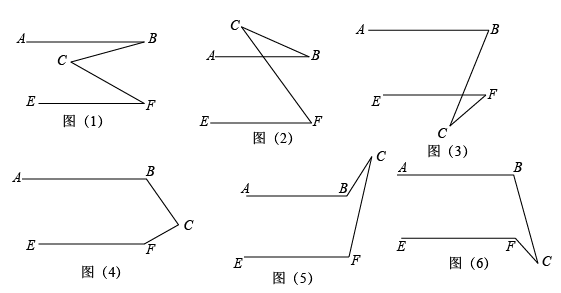 A B
C
E F
图（1）
C
A B
E F
图（2）
A B
E F
C
图（3）
A B
C
E F
图（4）
C
A B
E F
图（5）
A B
E F
C
图（6）